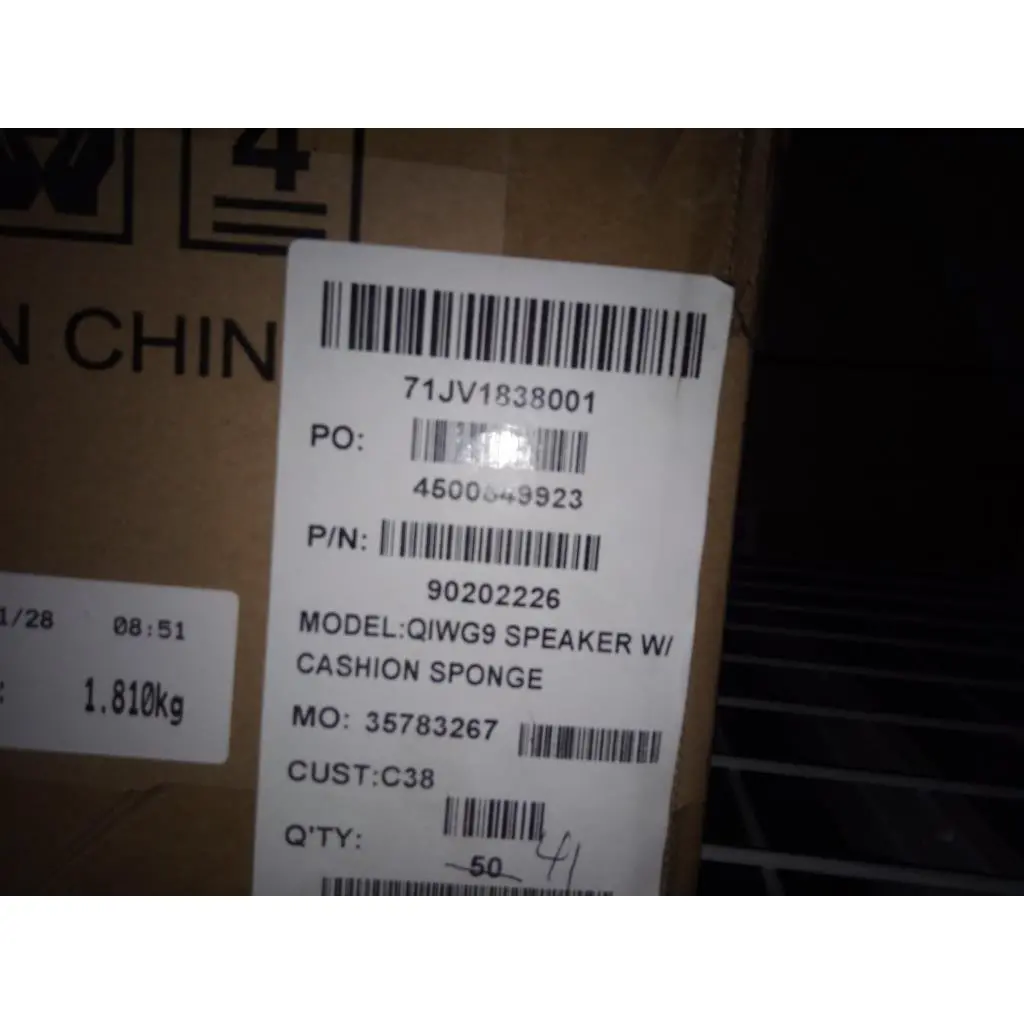 4
N CHIN
71JV1838001
PO:
4500849923
P/N:
90202226
MODEL:QIWG9 SPEAKER W/
CASHION SPONGE
MO: 35783267
CUST:C38
Q'TY:
50 41
1/28 08:51
: 1.810kg